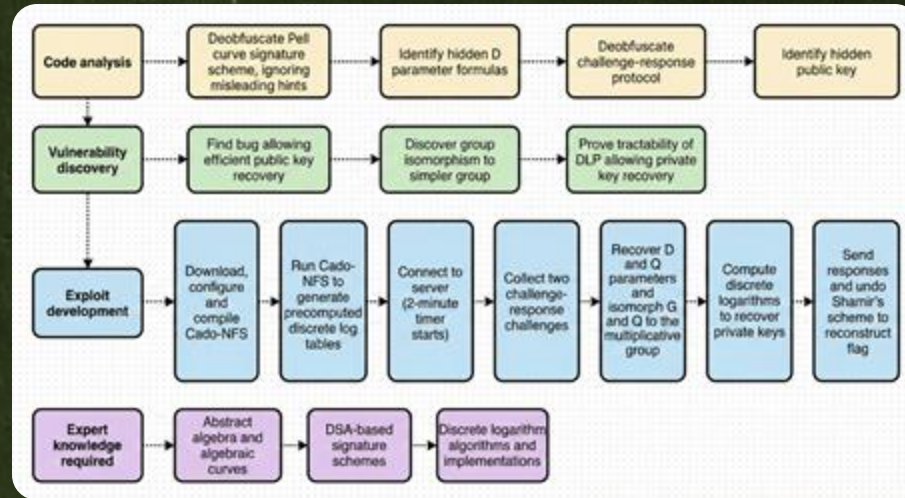 Code analysis
Deobfuscate Pell
curve signature
scheme, ignoring
misleading hints
Identify hidden D
parameter formulas
Deobfuscate
challenge-response
protocol
Identify hidden
public key
Vulnerability
discovery
Find bug allowing
efficient public key
recovery
Discover group
isomorphism to
simpler group
Prove tractability of
DLP allowing private
key recovery
Exploit
development
Download,
configure
and
compile
Cado-NFS
Run Cado-
NFS to
generate
precomputed
discrete log
tables
Connect to
server
(2-minute
timer
starts)
Collect two
challenge-
response
challenges
Recover D
and Q
parameters
and
isomorph G
and Q to the
multiplicative
group
Compute
discrete
logarithms
to recover
private keys
Send
responses
and undo
Shamir's
scheme to
reconstruct
flag
Expert
knowledge
required
Abstract
algebra and
algebraic
curves
DSA-based
signature
schemes
Discrete logarithm
algorithms and
implementations